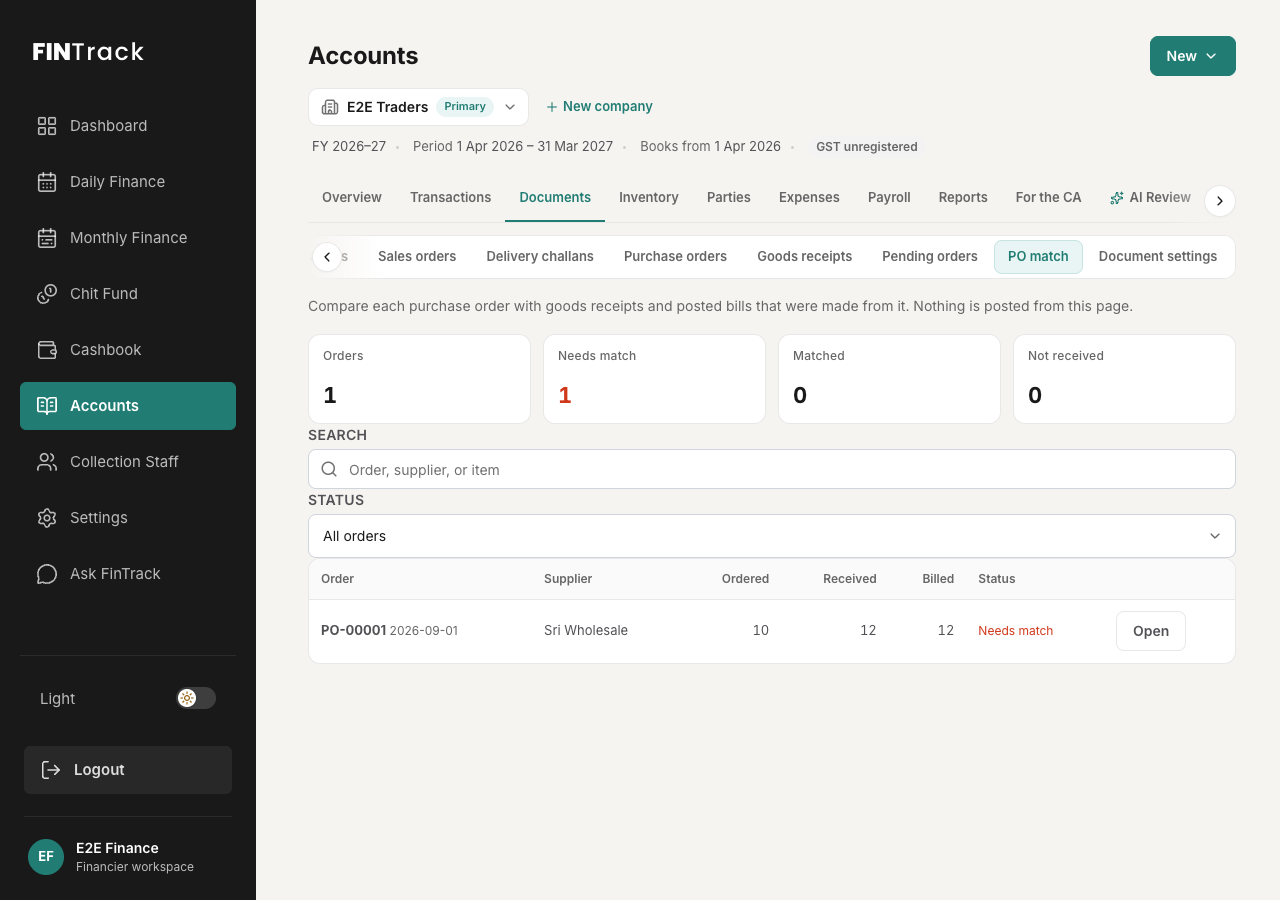 FINTrack
Dashboard
Daily Finance
Monthly Finance
Chit Fund
Cashbook
Accounts
Collection Staff
Settings
Ask FinTrack
Light
Logout
EF
E2E Finance
Financier workspace
Accounts
New
E2E Traders Primary
New company
FY 2026–27 • Period 1 Apr 2026 – 31 Mar 2027 • Books from 1 Apr 2026 • GST unregistered
Overview Transactions Documents Inventory Parties Expenses Payroll Reports For the CA AI Review
s Sales orders Delivery challans Purchase orders Goods receipts Pending orders PO match Document settings
Compare each purchase order with goods receipts and posted bills that were made from it. Nothing is posted from this page.
Orders Needs match Matched Not received
1 1 0 0
SEARCH
Order, supplier, or item
STATUS
All orders
Order Supplier Ordered Received Billed Status
PO-00001 2026-09-01 Sri Wholesale 10 12 12 Needs match Open